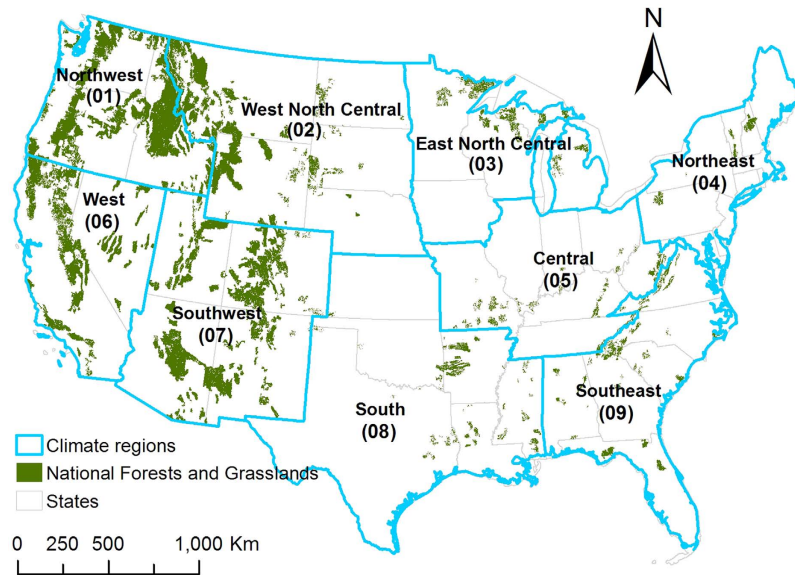 N
Northwest
(01)
West North Central
(02)
East North Central
(03)
Northeast
(04)
West
(06)
Central
(05)
Southwest
(07)
Southeast
(09)
South
(08)
Climate regions
National Forests and Grasslands
States
0 250 500 1,000 Km